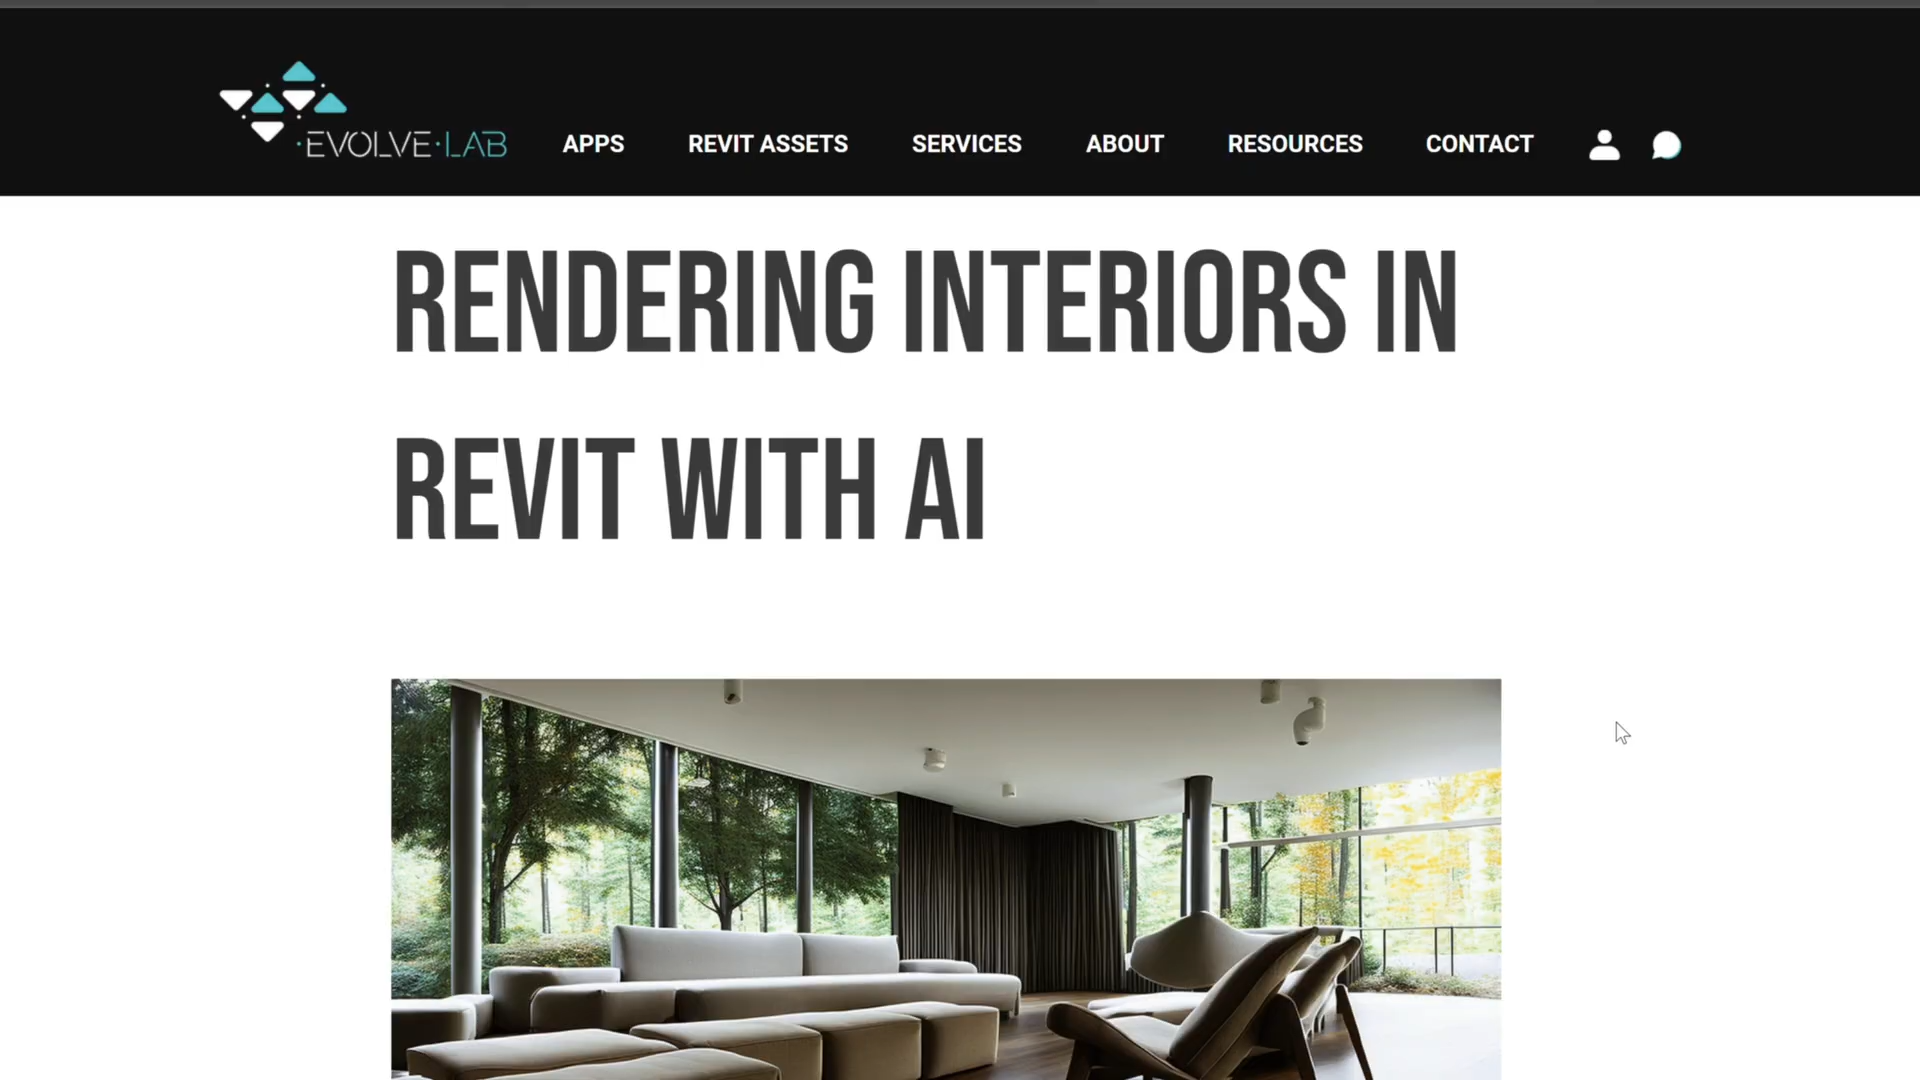 ·EVOLVE·LAB
APPS
REVIT ASSETS
SERVICES
ABOUT
RESOURCES
CONTACT
RENDERING INTERIORS IN
REVIT WITH AI